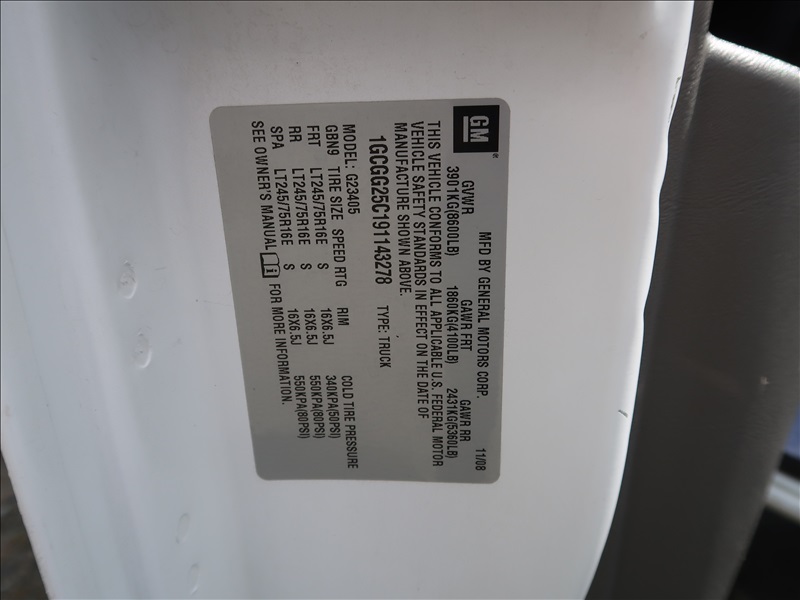 GM
MFD BY GENERAL MOTORS CORP. 11/08
GVWR GAWR FRT GAWR RR
3901KG(8600LB) 1860KG(4100LB) 2431KG(5360LB)
THIS VEHICLE CONFORMS TO ALL APPLICABLE U.S. FEDERAL MOTOR
VEHICLE SAFETY STANDARDS IN EFFECT ON THE DATE OF
MANUFACTURE SHOWN ABOVE.
1GCGG25C191143278 TYPE: TRUCK
MODEL: G23405
GBN9 TIRE SIZE SPEED RTG RIM COLD TIRE PRESSURE
FRT LT245/75R16E S 16X6.5J 340KPA(50PSI)
RR LT245/75R16E S 16X6.5J 550KPA(80PSI)
SPA LT245/75R16E S 16X6.5J 550KPA(80PSI)
SEE OWNER'S MANUAL i FOR MORE INFORMATION.